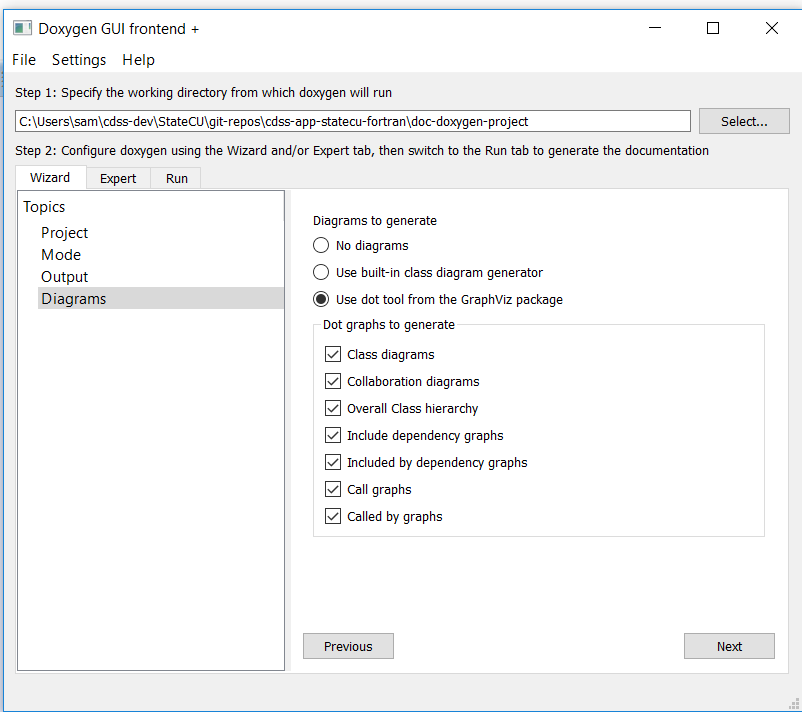 Doxygen GUI frontend +
File Settings Help
Step 1: Specify the working directory from which doxygen will run
C:\Users\sam\cdss-dev\StateCU\git-repos\cdss-app-statecu-fortran\doc-doxygen-project
Select...
Step 2: Configure doxygen using the Wizard and/or Expert tab, then switch to the Run tab to generate the documentation
Wizard Expert Run
Topics
Project
Mode
Output
Diagrams
Diagrams to generate
No diagrams
Use built-in class diagram generator
Use dot tool from the GraphViz package
Dot graphs to generate
Class diagrams
Collaboration diagrams
Overall Class hierarchy
Include dependency graphs
Included by dependency graphs
Call graphs
Called by graphs
Previous
Next